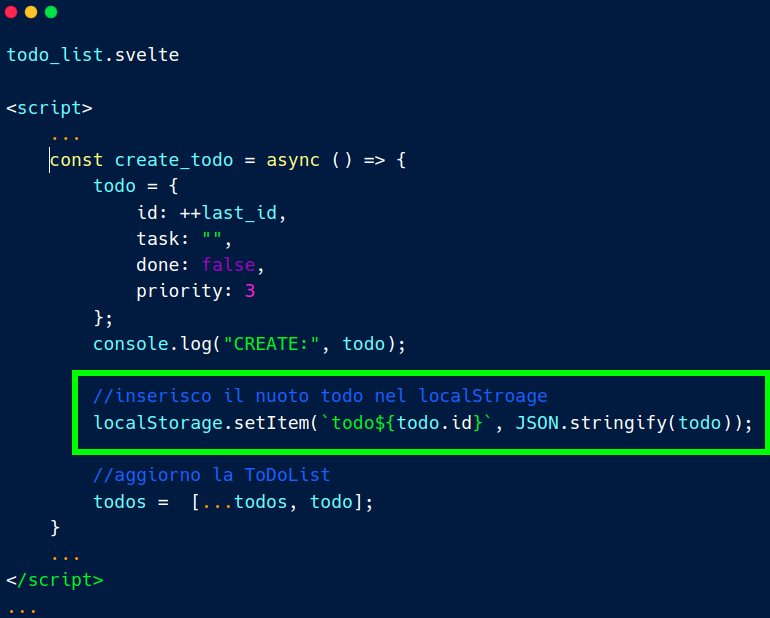 todo_list.svelte
<script>
...
const create_todo = async () => {
todo = {
id: ++last_id,
task: "",
done: false,
priority: 3
};
console.log("CREATE:", todo);
//inserisco il nuoto todo nel localStroage
localStorage.setItem(`todo${todo.id}`, JSON.stringify(todo));
//aggiorno la ToDoList
todos =  [...todos, todo];
}
...
</script>
...